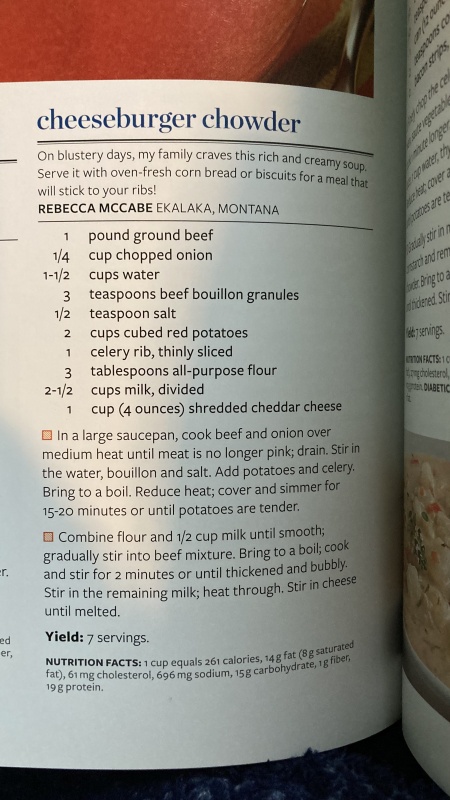 cheeseburger chowder
On blustery days, my family craves this rich and creamy soup.
Serve it with oven-fresh corn bread or biscuits for a meal that
will stick to your ribs!
REBECCA MCCABE EKALAKA, MONTANA
1 pound ground beef
1/4 cup chopped onion
1-1/2 cups water
3 teaspoons beef bouillon granules
1/2 teaspoon salt
2 cups cubed red potatoes
1 celery rib, thinly sliced
3 tablespoons all-purpose flour
2-1/2 cups milk, divided
1 cup (4 ounces) shredded cheddar cheese
In a large saucepan, cook beef and onion over
medium heat until meat is no longer pink; drain. Stir in
the water, bouillon and salt. Add potatoes and celery.
Bring to a boil. Reduce heat; cover and simmer for
15-20 minutes or until potatoes are tender.
Combine flour and 1/2 cup milk until smooth;
gradually stir into beef mixture. Bring to a boil; cook
and stir for 2 minutes or until thickened and bubbly.
Stir in the remaining milk; heat through. Stir in cheese
until melted.
Yield: 7 servings.
NUTRITION FACTS: 1 cup equals 261 calories, 14 g fat (8 g saturated
fat), 61 mg cholesterol, 696 mg sodium, 15 g carbohydrate, 1 g fiber,
19 g protein.